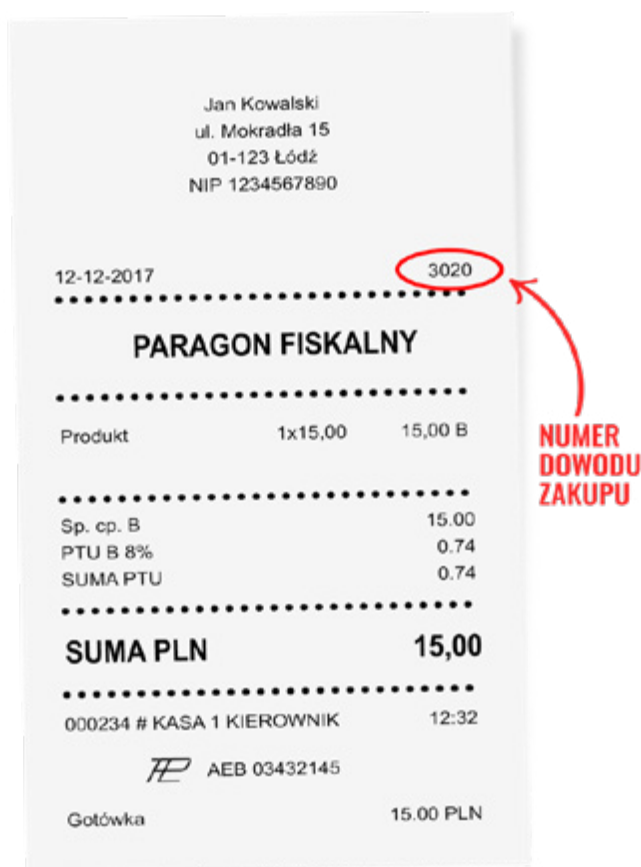 Jan Kowalski
ul. Mokradła 15
01-123 Łódź
NIP 1234567890
12-12-2017 3020
PARAGON FISKALNY
Produkt 1x15,00 15,00 B
NUMER
DOWODU
ZAKUPU
Sp. cp. B 15.00
PTU B 8% 0.74
SUMA PTU 0.74
SUMA PLN 15,00
000234 # KASA 1 KIEROWNIK 12:32
AEB 03432145
Gotówka 15.00 PLN